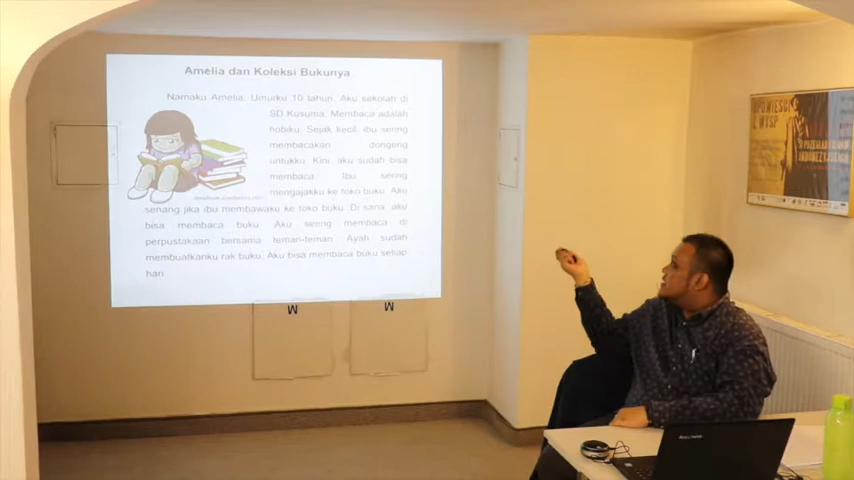 Amelia dan Koleksi Bukunya
Namaku Amelia. Umurku 10 tahun. Aku sekolah di
SD Kusuma. Membaca adalah
hobiku. Sejak kecil, ibu sering
membacakan dongeng
untukku. Kini, aku sudah bisa
membaca. Ibu sering
mengajakku ke toko buku. Aku
senang jika ibu membawaku ke toko buku. Di sana, aku
bisa membaca buku. Aku sering membaca di
perpustakaan bersama teman-teman. Ayah sudah
membuatkanku rak buku. Aku bisa membaca buku setiap
hari
OPOWIEŚCI
Z WYSP
M
M